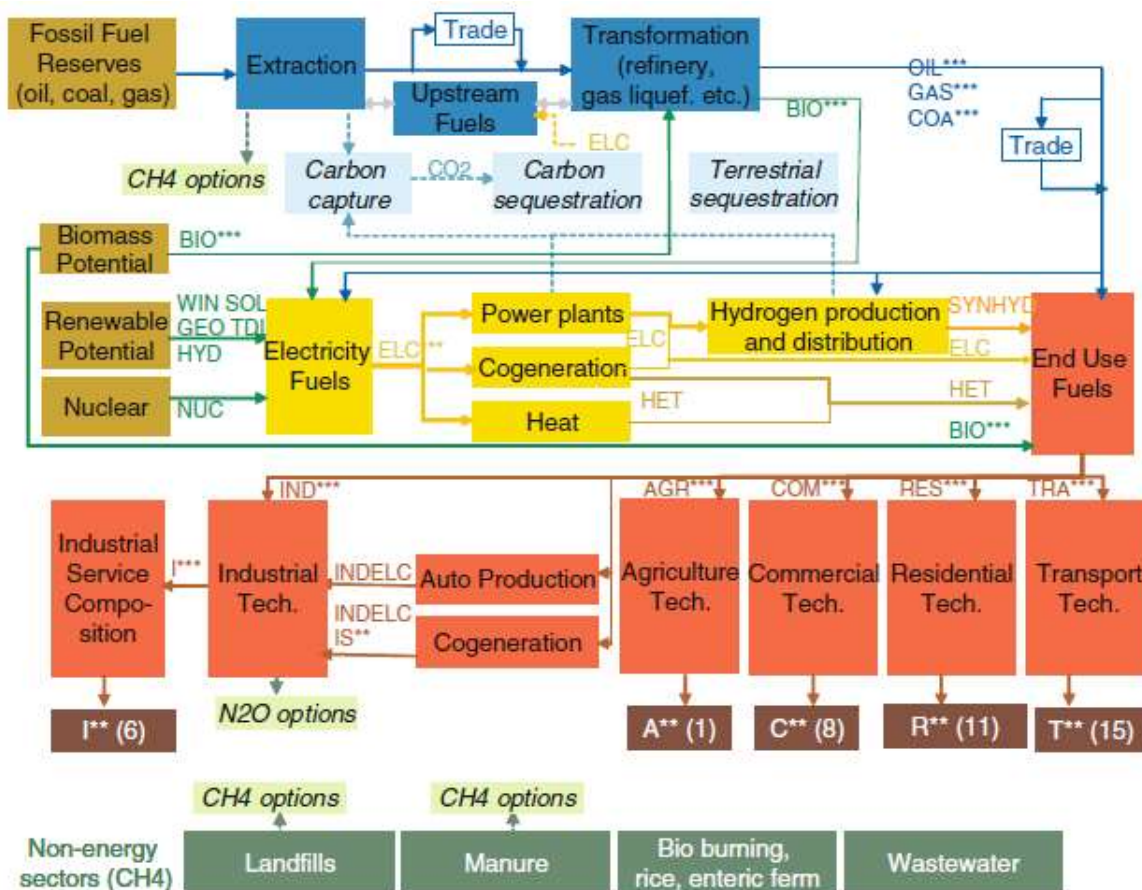 Fossil Fuel
Reserves
(oil, coal, gas)
Extraction
Trade
Transformation
(refinery,
gas liquef. etc.)
Upstream
Fuels
OIL***
GAS***
COA***
BIO***
Trade
ELC
CH4 options
Carbon
capture
CO2
Carbon
sequestration
Terrestrial
sequestration
Biomass
Potential
BIO***
Renewable
Potential
WIN SOL
GEO TDL
HYD
Nuclear
NUC
Electricity
Fuels
ELC**
Power plants
Cogeneration
Heat
ELC
HET
Hydrogen production
and distribution
SYNHYD
ELC
HET
BIO***
End Use
Fuels
IND***
AGR***
COM***
RES***
TRA***
Industrial
Service
Compo-
sition
I***
Industrial
Tech.
INDELC
Auto Production
INDELC
IS**
Cogeneration
Agriculture
Tech.
Commercial
Tech.
Residential
Tech.
Transport
Tech.
N2O options
I** (6)
A** (1)
C** (8)
R** (11)
T** (15)
CH4 options
CH4 options
Non-energy
sectors (CH4)
Landfills
Manure
Bio burning,
rice, enteric ferm
Wastewater